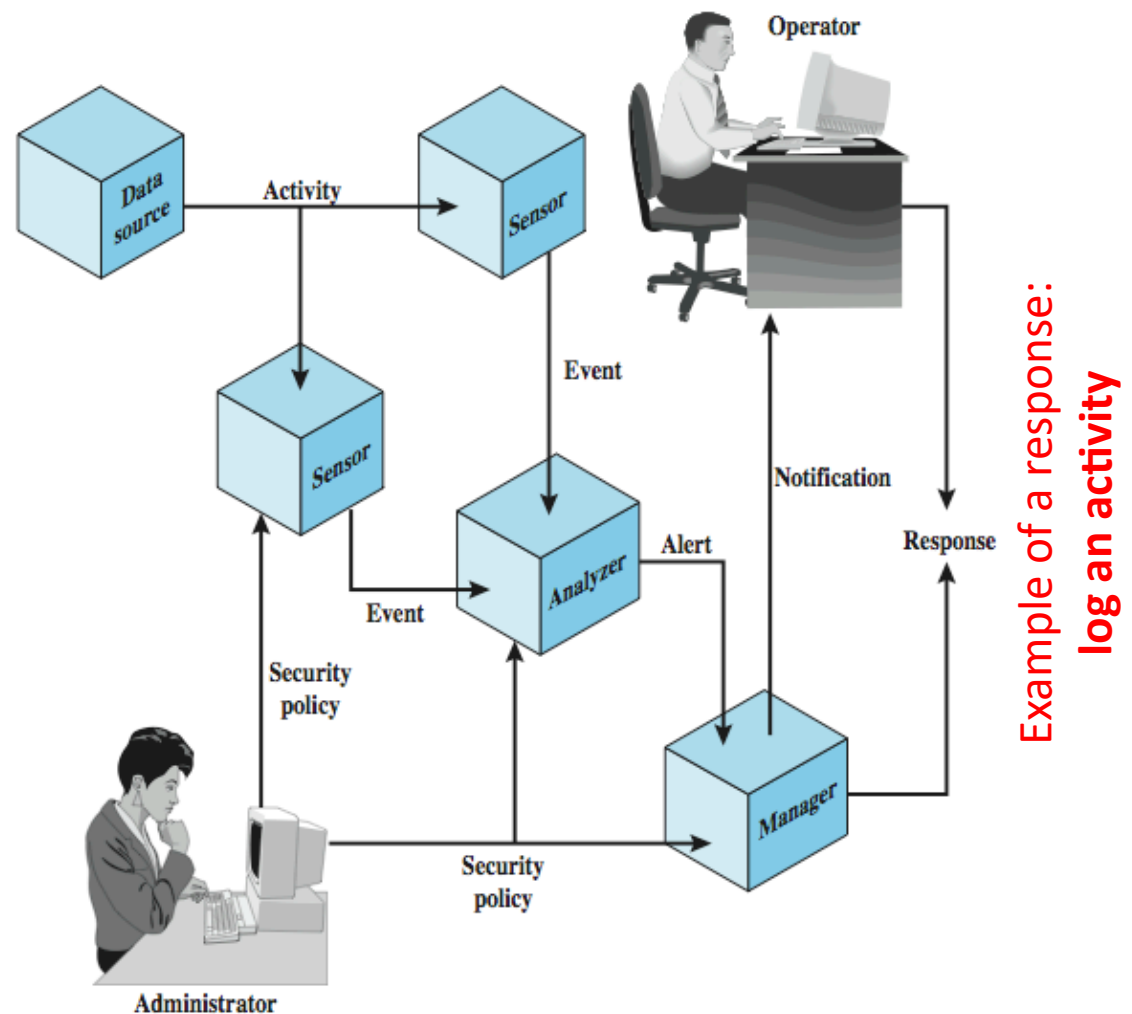 Operator
Data
source
Activity
Sensor
Event
Sensor
Notification
Response
Analyzer
Alert
Event
Security
policy
Manager
Security
policy
Administrator
Example of a response:
log an activity